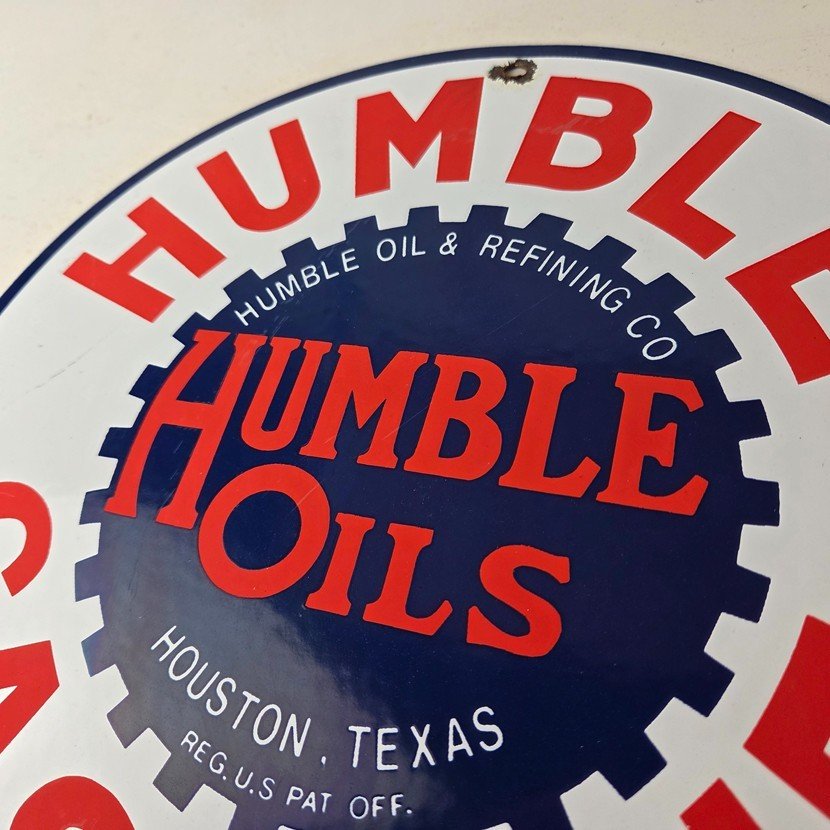 HUMBLE
HUMBLE OIL & REFINING CO
HUMBLE
OILS
HOUSTON, TEXAS
REG. U.S PAT OFF.